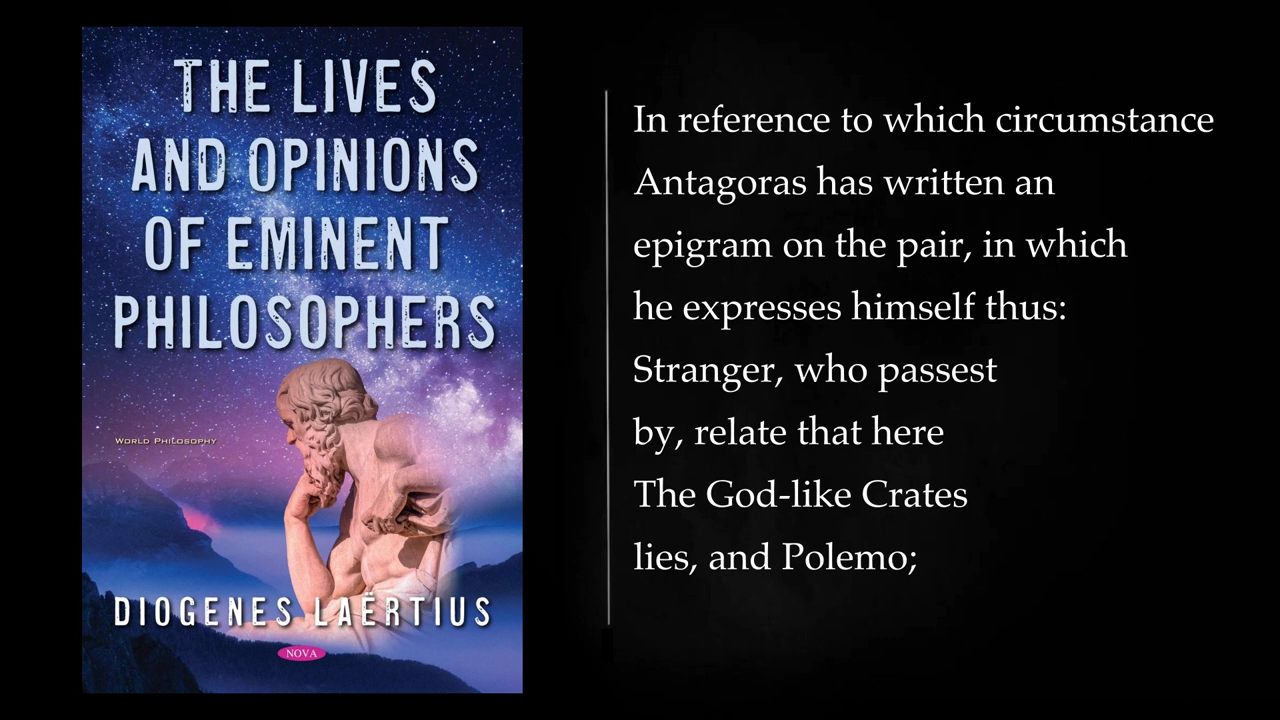 THE LIVES
AND OPINIONS
OF EMINENT
PHILOSOPHERS
WORLD PHILOSOPHY
DIOGENES LAËRTIUS
NOVA
In reference to which circumstance
Antagoras has written an
epigram on the pair, in which
he expresses himself thus:
Stranger, who passest
by, relate that here
The God-like Crates
lies, and Polemo;